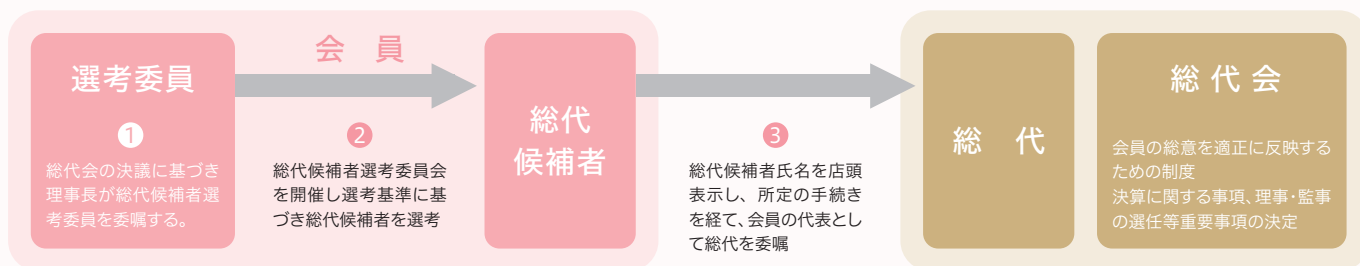 会 員
選考委員
1
総代会の決議に基づき
理事長が総代候補者選
考委員を委嘱する。
2
総代候補者選考委員会
を開催し選考基準に基
づき総代候補者を選考
総代
候補者
3
総代候補者氏名を店頭
表示し、所定の手続き
を経て、会員の代表とし
て総代を委嘱
総 代
総 代 会
会員の総意を適正に反映する
ための制度
決算に関する事項、理事・監事
の選任等重要事項の決定